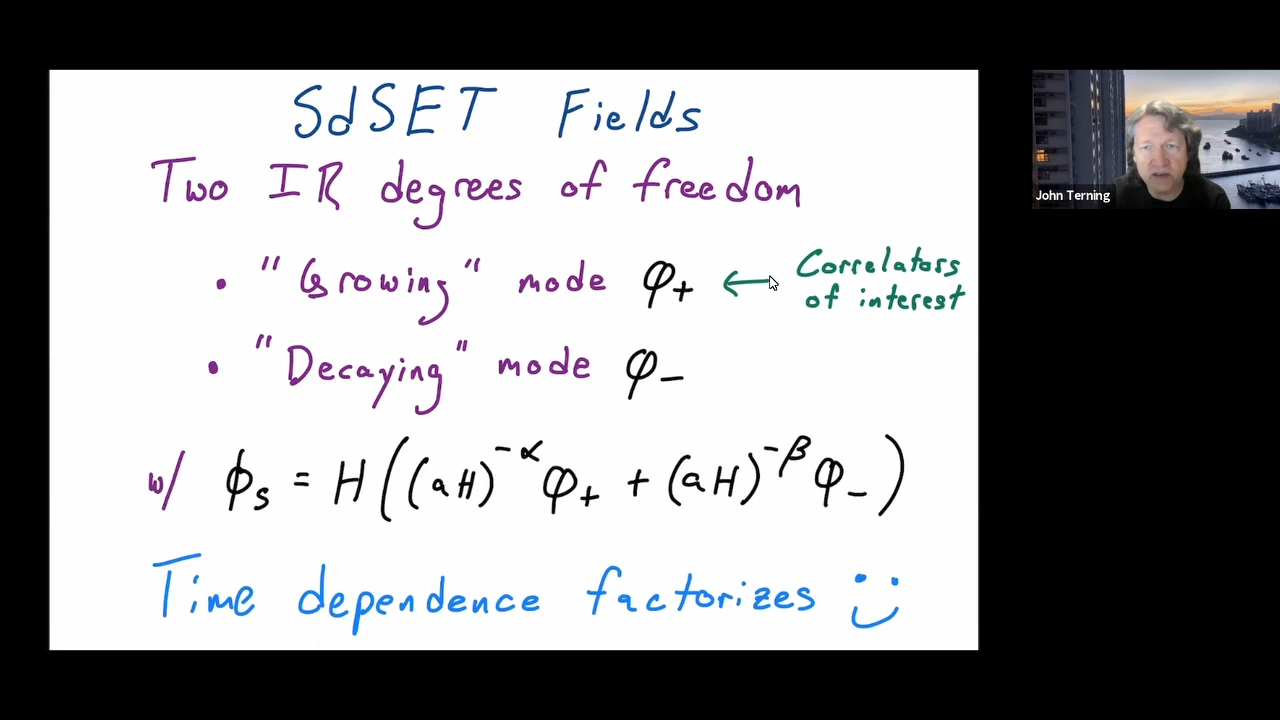 SdSET Fields
Two IR degrees of freedom
• "Growing" mode φ₊ ← Correlators
of interest
• "Decaying" mode φ₋
w/ ϕ_S = H((aH)^{-α} φ₊ + (aH)^{-β} φ₋)
Time dependence factorizes :)
John Terning